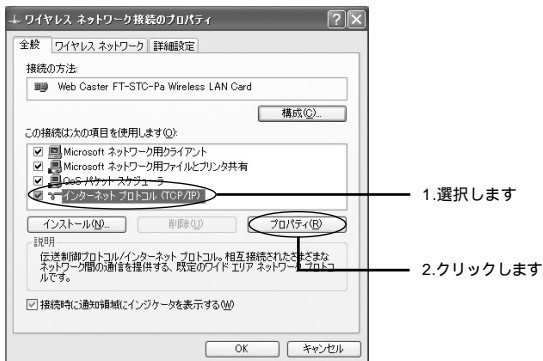 ワイヤレス ネットワーク接続のプロパティ
全般 ワイヤレス ネットワーク 詳細設定
接続の方法:
Web Caster FT-STC-Pa Wireless LAN Card
構成(C)...
この接続は次の項目を使用します(O):
Microsoft ネットワーク用クライアント
Microsoft ネットワーク用ファイルとプリンタ共有
QoS パケット スケジューラ
インターネット プロトコル (TCP/IP)
1.選択します
インストール(N)... 削除(U) プロパティ(R)
説明
伝送制御プロトコル/インターネット プロトコル。相互接続されたさまざまな
ネットワーク間の通信を提供する、既定のワイド エリア ネットワーク プロトコ
ルです。
2.クリックします
接続時に通知領域にインジケータを表示する(W)
OK キャンセル